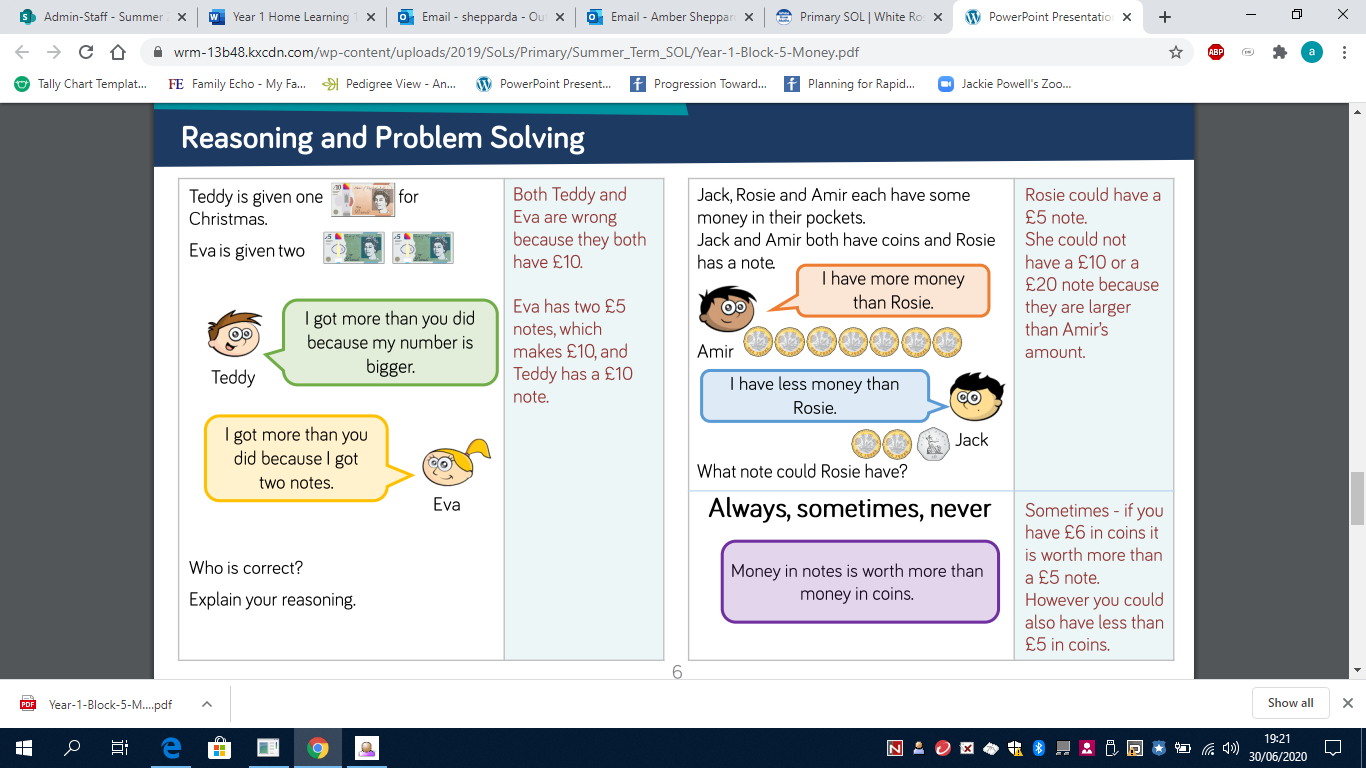 Admin-Staff - Summer
Year 1 Home Learning 1
Email - shepparda - Ou
Email - Amber Sheppan
Primary SOL | White Ro
PowerPoint Presentatio
wrm-13b48.kxcdn.com/wp-content/uploads/2019/SoLs/Primary/Summer_Term_SOL/Year-1-Block-5-Money.pdf
ABP
a
Tally Chart Templat...
FE Family Echo - My Fa...
Pedigree View - An...
PowerPoint Present...
Progression Toward...
Planning for Rapid...
Jackie Powell's Zoo...
Reasoning and Problem Solving
Teddy is given one for
Christmas.
Eva is given two
I got more than you did
because my number is
bigger.
Teddy
I got more than you
did because I got
two notes.
Eva
Who is correct?
Explain your reasoning.
Both Teddy and
Eva are wrong
because they both
have £10.
Eva has two £5
notes, which
makes £10, and
Teddy has a £10
note.
Jack, Rosie and Amir each have some
money in their pockets.
Jack and Amir both have coins and Rosie
has a note.
I have more money
than Rosie.
Amir
I have less money than
Rosie.
Jack
What note could Rosie have?
Rosie could have a
£5 note.
She could not
have a £10 or a
£20 note because
they are larger
than Amir's
amount.
Always, sometimes, never
Money in notes is worth more than
money in coins.
Sometimes - if you
have £6 in coins it
is worth more than
a £5 note.
However you could
also have less than
£5 in coins.
6
Year-1-Block-5-M....pdf
Show all
19:21
30/06/2020